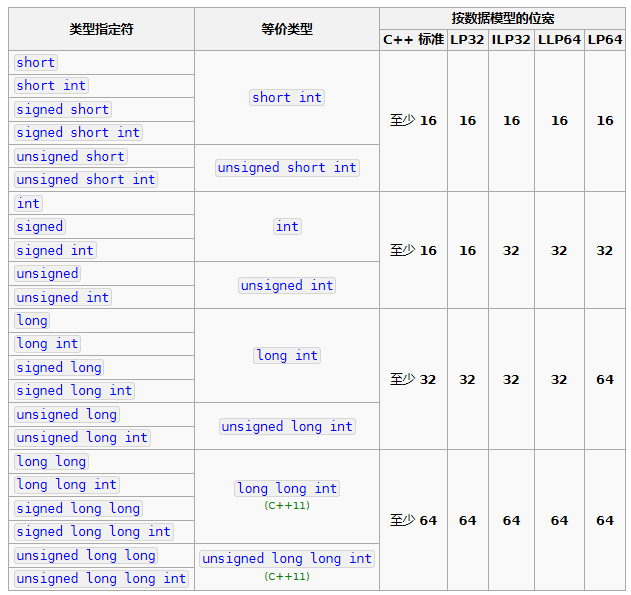 类型指定符 等价类型 按数据模型的位宽
C++ 标准 LP32 ILP32 LLP64 LP64
short
short int
signed short
signed short int
short int
unsigned short
unsigned short int
unsigned short int
至少 16 16 16 16 16
int
signed
signed int
int
unsigned
unsigned int
unsigned int
至少 16 16 32 32 32
long
long int
signed long
signed long int
long int
unsigned long
unsigned long int
unsigned long int
至少 32 32 32 32 64
long long
long long int
signed long long
signed long long int
long long int
(C++11)
unsigned long long
unsigned long long int
unsigned long long int
(C++11)
至少 64 64 64 64 64